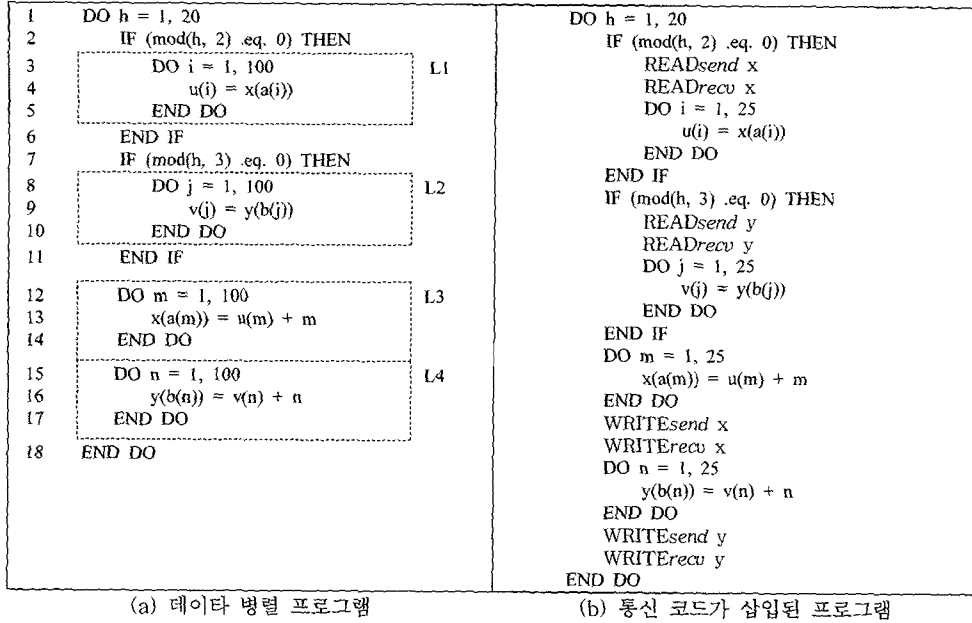 1 DO h = 1, 20
2 IF (mod(h, 2) .eq. 0) THEN
3 DO i = 1, 100 L1
4 u(i) = x(a(i))
5 END DO
6 END IF
7 IF (mod(h, 3) .eq. 0) THEN
8 DO j = 1, 100 L2
9 v(j) = y(b(j))
10 END DO
11 END IF
12 DO m = 1, 100 L3
13 x(a(m)) = u(m) + m
14 END DO
15 DO n = 1, 100 L4
16 y(b(n)) = v(n) + n
17 END DO
18 END DO
(a) 데이타 병렬 프로그램
DO h = 1, 20
IF (mod(h, 2) .eq. 0) THEN
READsend x
READrecv x
DO i = 1, 25
u(i) = x(a(i))
END DO
END IF
IF (mod(h, 3) .eq. 0) THEN
READsend y
READrecv y
DO j = 1, 25
v(j) = y(b(j))
END DO
END IF
DO m = 1, 25
x(a(m)) = u(m) + m
END DO
WRITEsend x
WRITErecv x
DO n = 1, 25
y(b(n)) = v(n) + n
END DO
WRITEsend y
WRITErecv y
END DO
(b) 통신 코드가 삽입된 프로그램